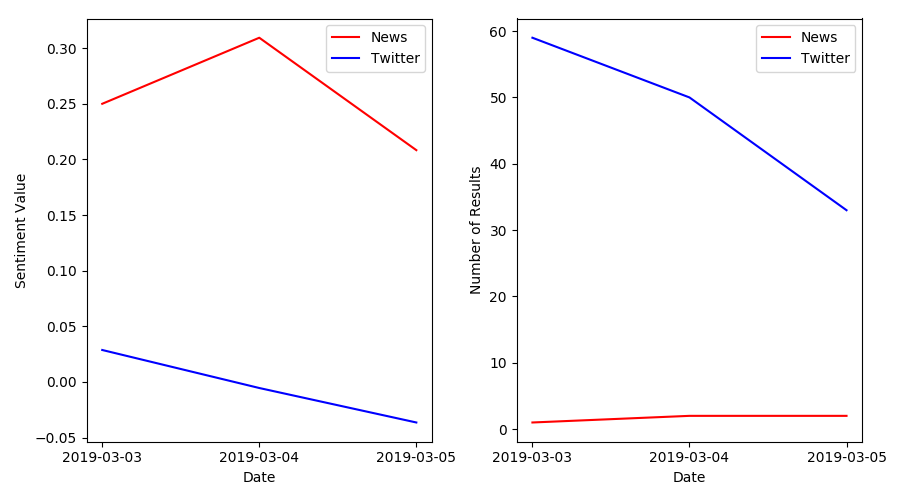 News
Twitter
0.30
0.25
0.20
0.15
0.10
0.05
0.00
−0.05
Sentiment Value
2019-03-03 2019-03-04 2019-03-05
Date
News
Twitter
60
50
40
30
20
10
0
Number of Results
2019-03-03 2019-03-04 2019-03-05
Date